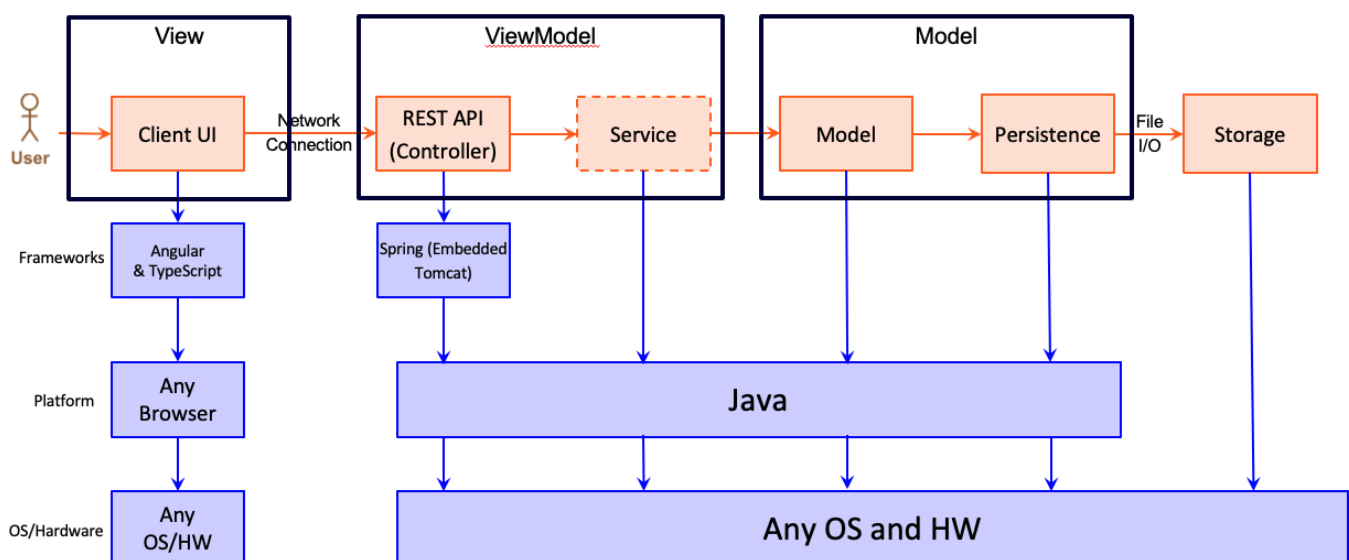 View
ViewModel
Model
User
Client UI
Network
Connection
REST API
(Controller)
Service
Model
Persistence
File
I/O
Storage
Frameworks
Angular
& TypeScript
Spring (Embedded
Tomcat)
Platform
Any
Browser
Java
OS/Hardware
Any
OS/HW
Any OS and HW